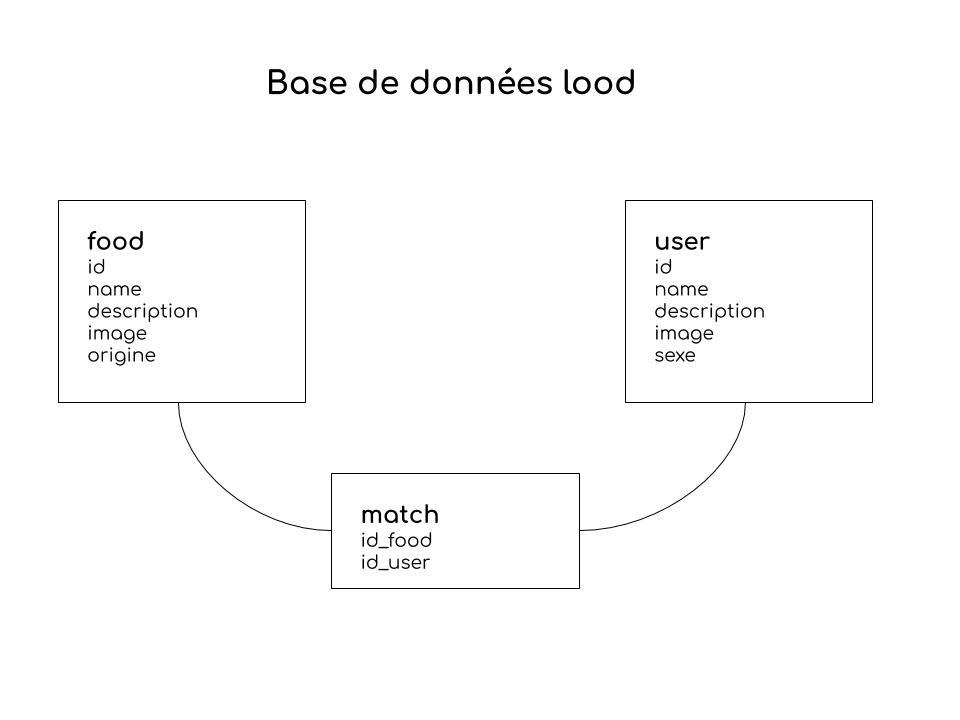 Base de données lood
food
id
name
description
image
origine
user
id
name
description
image
sexe
match
id_food
id_user